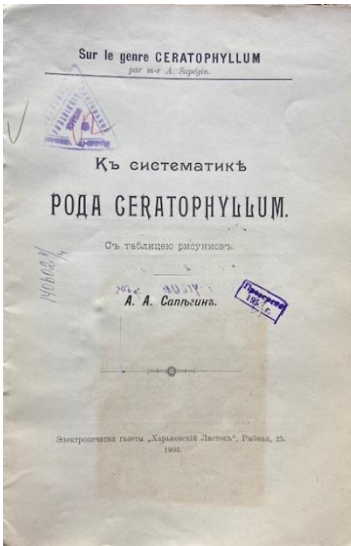 Sur le genre CERATOPHYLLUM
par m-r A. Sapégin.
Къ систематикѣ
РОДА CERATOPHYLLUM.
Съ таблицею рисунковъ.
А. А. Сапѣгинъ.
Провѣрено
Электропечатня газеты „Харьковскій Листокъ“, Рыбная, 25.